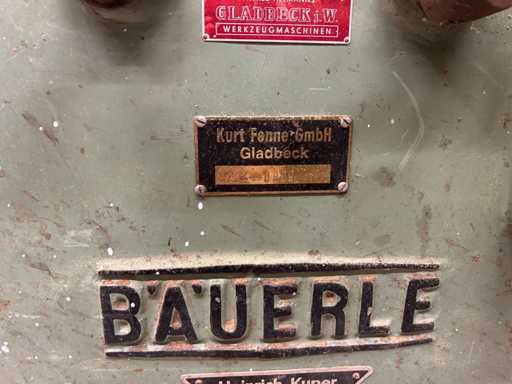 GLADBECK i.W.
WERKZEUGMASCHINEN
Kurt Fenne GmbH
Gladbeck
BÄUERLE
Heinrich Kuper